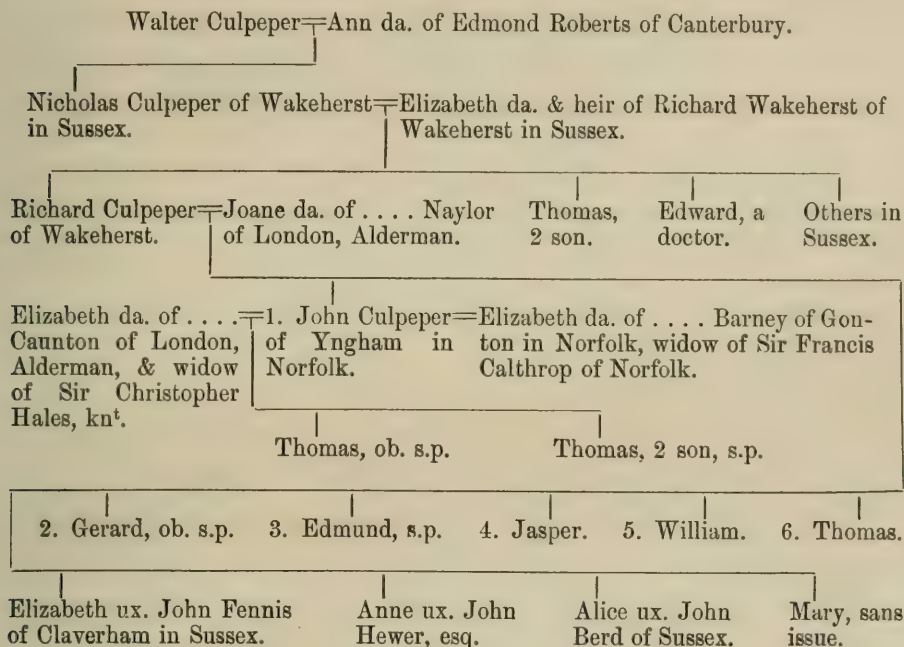 Walter Culpeper=Ann da. of Edmond Roberts of Canterbury.
Nicholas Culpeper of Wakeherst=Elizabeth da. & heir of Richard Wakeherst of
in Sussex. Wakeherst in Sussex.
Richard Culpeper=Joane da. of . . . . Naylor Thomas, Edward, a Others in
of Wakeherst. of London, Alderman. 2 son. doctor. Sussex.
Elizabeth da. of . . . .=1. John Culpeper=Elizabeth da. of . . . . Barney of Gon-
Caunton of London, of Yngham in ton in Norfolk, widow of Sir Francis
Alderman, & widow Norfolk. Calthrop of Norfolk.
of Sir Christopher
Hales, knᵗ.
Thomas, ob. s.p. Thomas, 2 son, s.p.
2. Gerard, ob. s.p. 3. Edmund, s.p. 4. Jasper. 5. William. 6. Thomas.
Elizabeth ux. John Fennis Anne ux. John Alice ux. John Mary, sans
of Claverham in Sussex. Hewer, esq. Berd of Sussex. issue.